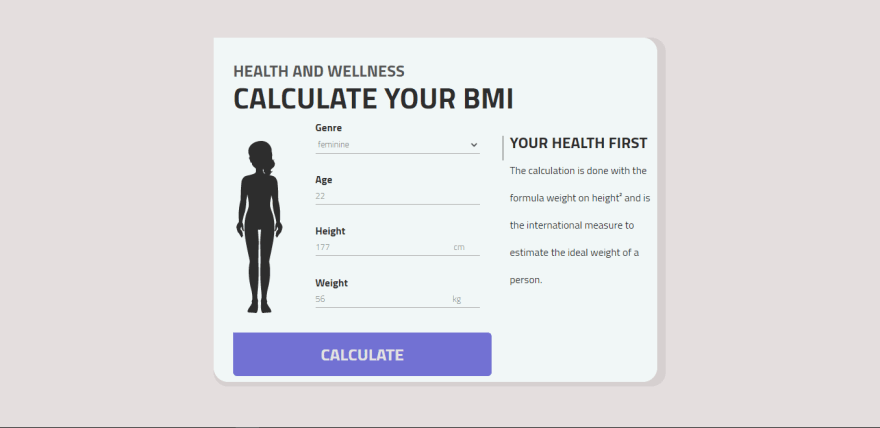 HEALTH AND WELLNESS
CALCULATE YOUR BMI
Genre
feminine
Age
22
Height
177 cm
Weight
56 kg
CALCULATE
YOUR HEALTH FIRST
The calculation is done with the
formula weight on height² and is
the international measure to
estimate the ideal weight of a
person.